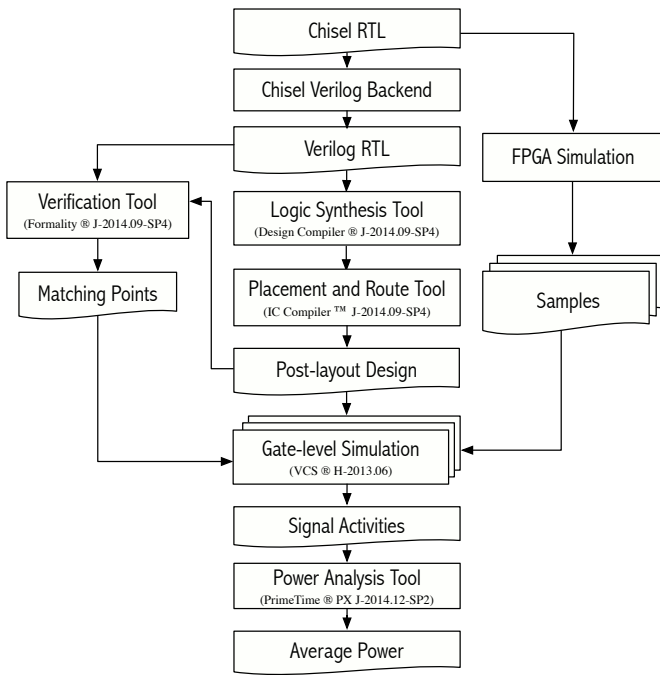 Chisel RTL
Chisel Verilog Backend
Verilog RTL
FPGA Simulation
Verification Tool
(Formality ® J-2014.09-SP4)
Logic Synthesis Tool
(Design Compiler ® J-2014.09-SP4)
Matching Points
Placement and Route Tool
(IC Compiler ™ J-2014.09-SP4)
Samples
Post-layout Design
Gate-level Simulation
(VCS ® H-2013.06)
Signal Activities
Power Analysis Tool
(PrimeTime ® PX J-2014.12-SP2)
Average Power